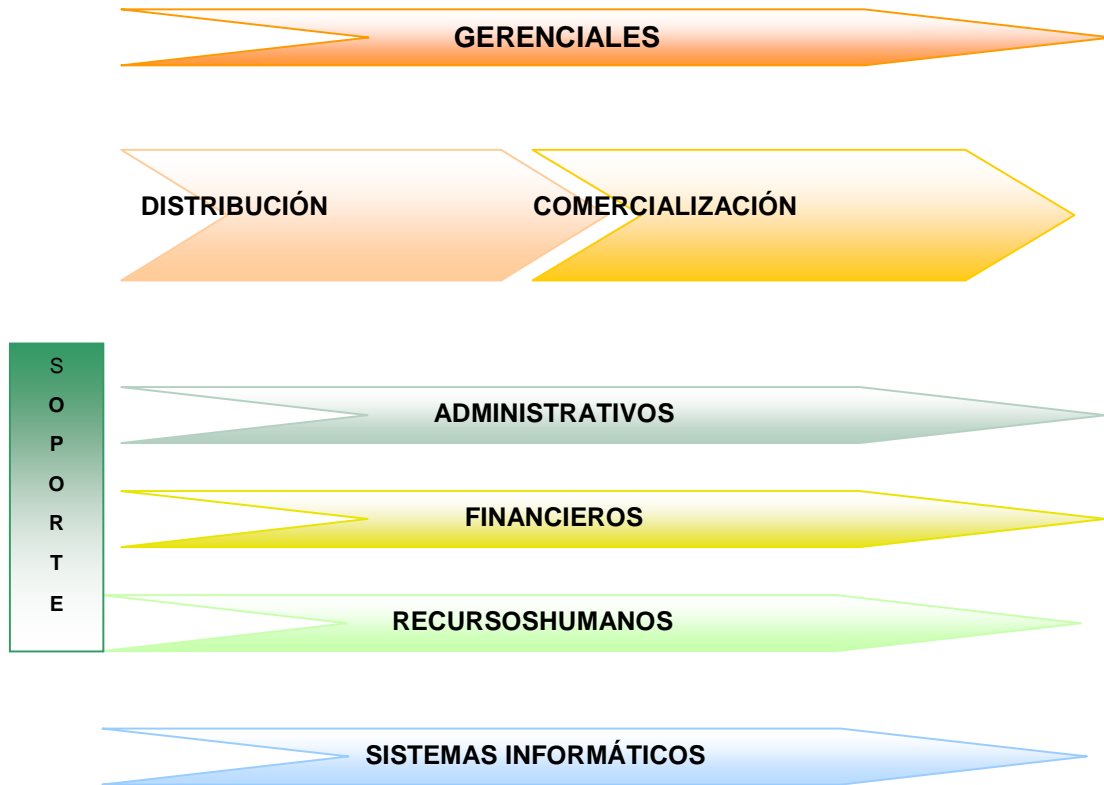 GERENCIALES
DISTRIBUCIÓN
COMERCIALIZACIÓN
S
O
P
O
R
T
E
ADMINISTRATIVOS
FINANCIEROS
RECURSOSHUMANOS
SISTEMAS INFORMÁTICOS